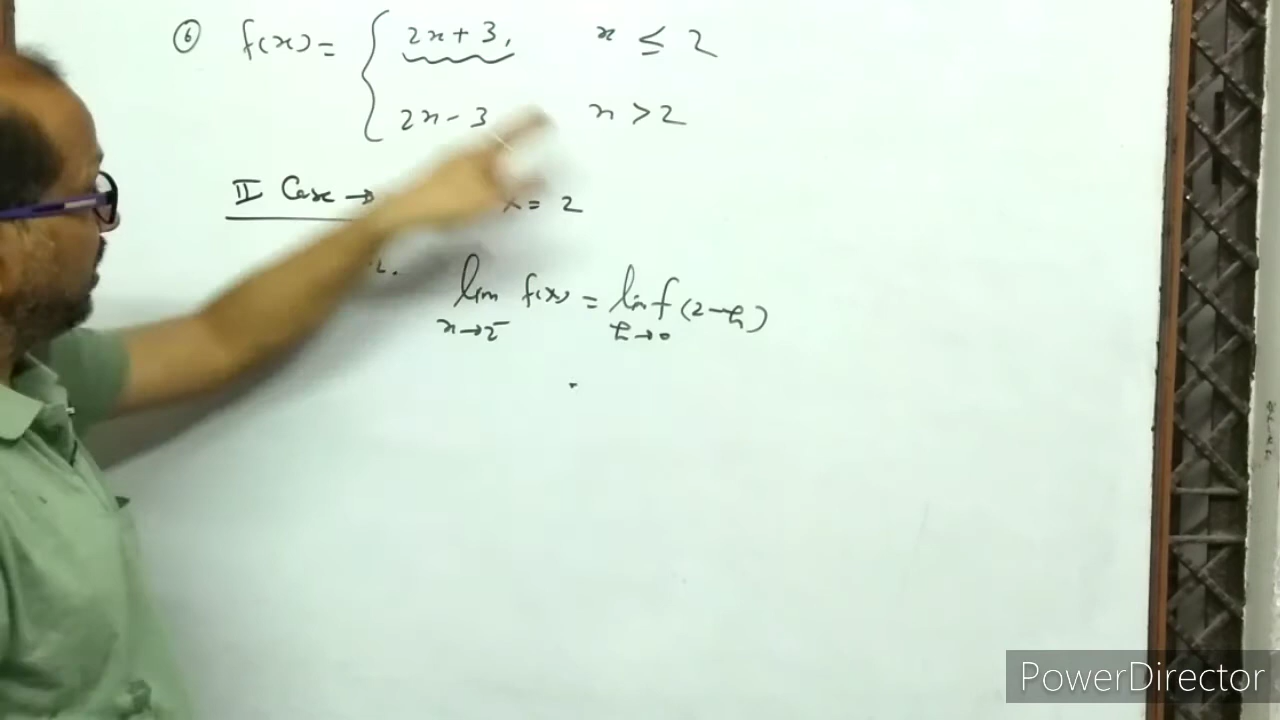 ⑥ f(x) = { 2x + 3, x ≤ 2
2x - 3 x > 2
II Case → x = 2
L. lim f(x) = lim f(2-h)
x→2⁻ h→0
PowerDirector